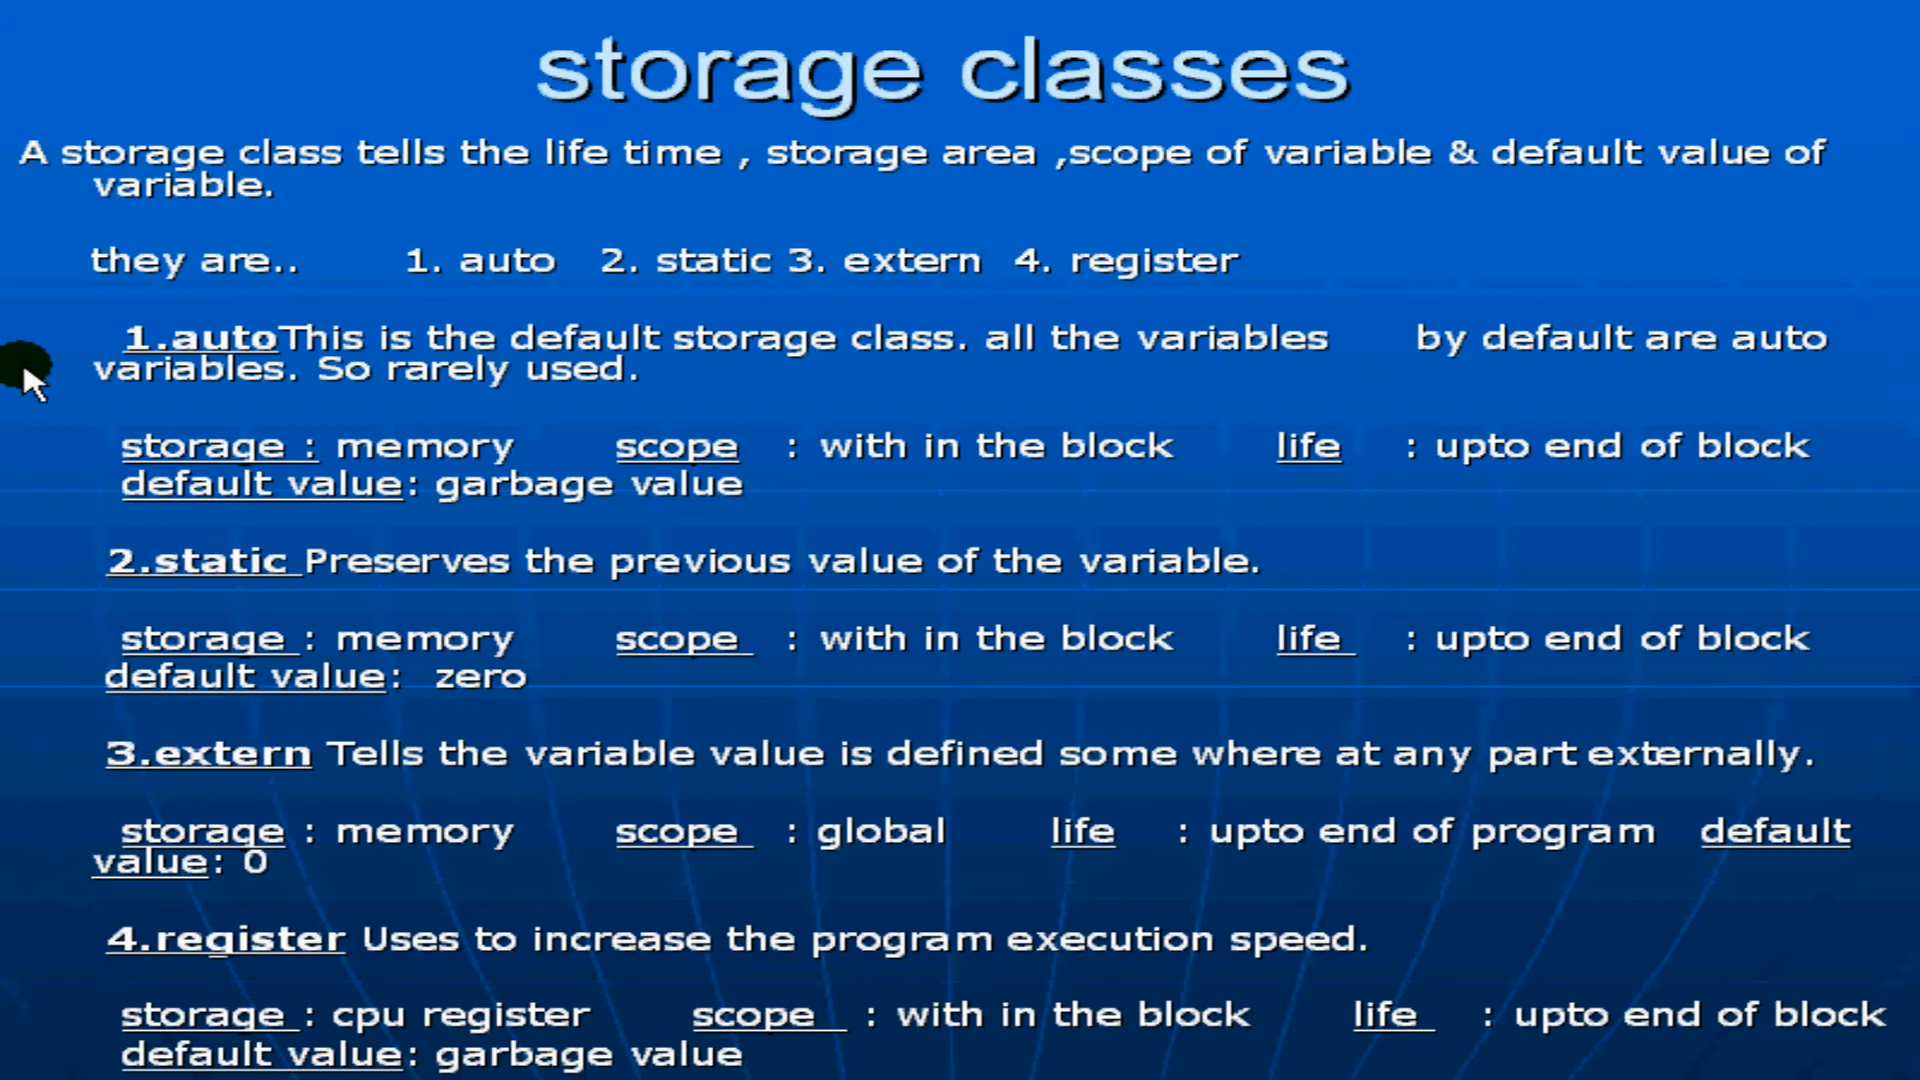 storage classes
A storage class tells the life time , storage area ,scope of variable & default value of
variable.
they are.. 1. auto 2. static 3. extern 4. register
1.autoThis is the default storage class. all the variables by default are auto
variables. So rarely used.
storage : memory scope : with in the block life : upto end of block
default value: garbage value
2.static Preserves the previous value of the variable.
storage : memory scope : with in the block life : upto end of block
default value: zero
3.extern Tells the variable value is defined some where at any part externally.
storage : memory scope : global life : upto end of program default
value: 0
4.register Uses to increase the program execution speed.
storage : cpu register scope : with in the block life : upto end of block
default value: garbage value